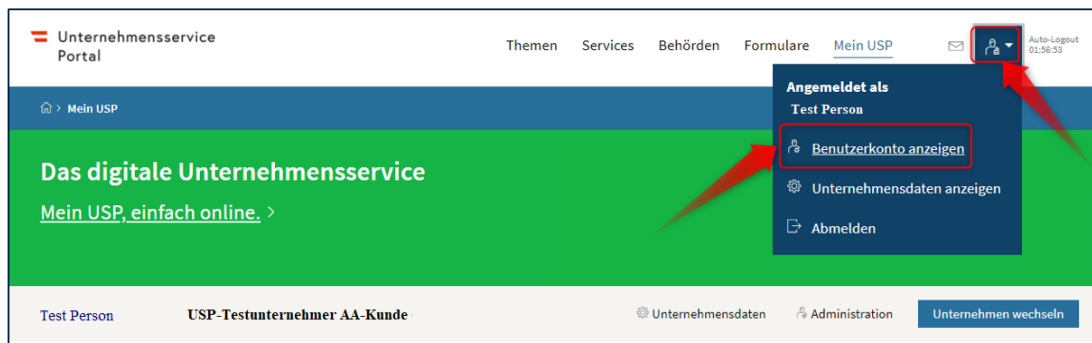 Unternehmensservice
Portal
Themen Services Behörden Formulare Mein USP
Auto-Logout
01:56:53
Angemeldet als
Test Person
Benutzerkonto anzeigen
Unternehmensdaten anzeigen
Abmelden
> Mein USP
Das digitale Unternehmensservice
Mein USP, einfach online. >
Test Person USP-Testunternehmer AA-Kunde Unternehmensdaten Administration Unternehmen wechseln